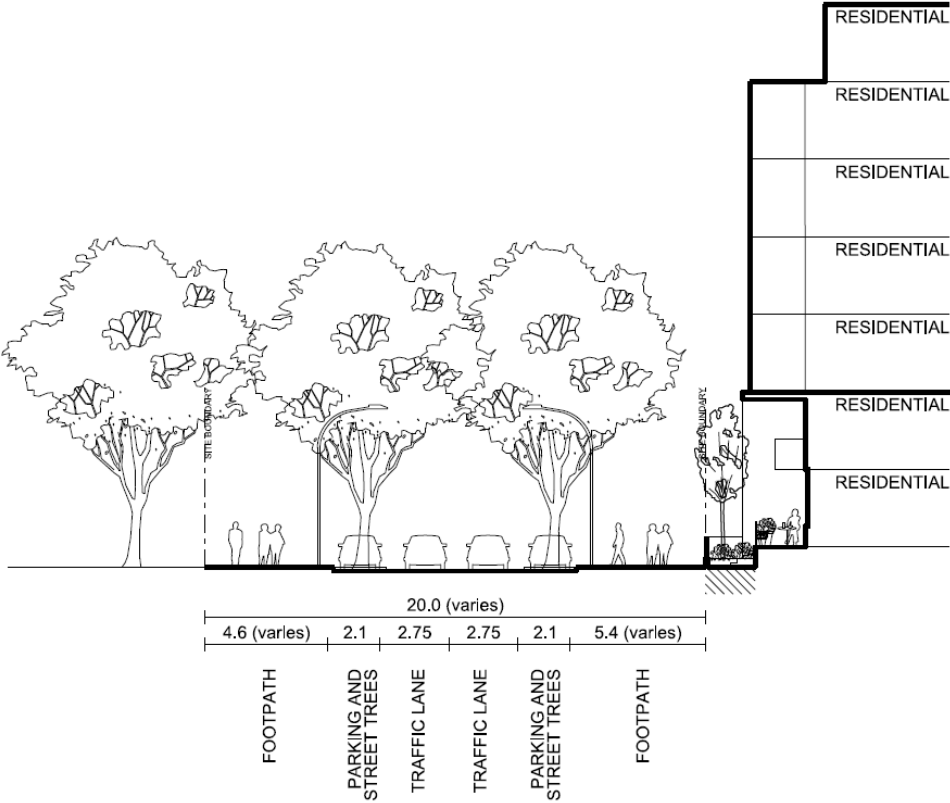 RESIDENTIAL
RESIDENTIAL
RESIDENTIAL
RESIDENTIAL
RESIDENTIAL
RESIDENTIAL
RESIDENTIAL
SITE BOUNDARY
SITE BOUNDARY
20.0 (varies)
4.6 (varies)
2.1
2.75
2.75
2.1
5.4 (varies)
FOOTPATH
PARKING AND
STREET TREES
TRAFFIC LANE
TRAFFIC LANE
PARKING AND
STREET TREES
FOOTPATH